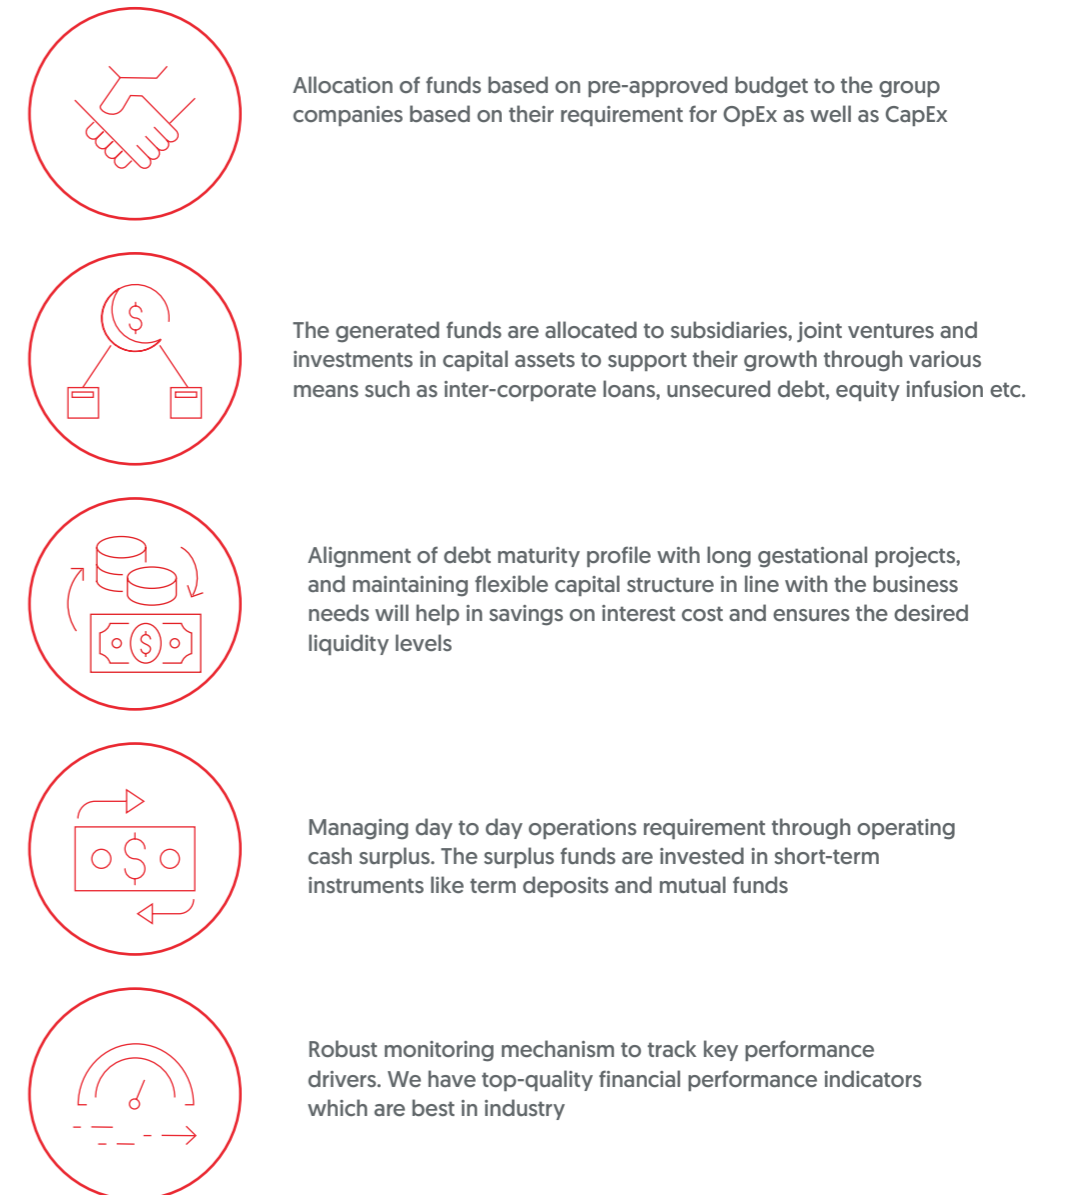 Allocation of funds based on pre-approved budget to the group
companies based on their requirement for OpEx as well as CapEx
$
The generated funds are allocated to subsidiaries, joint ventures and
investments in capital assets to support their growth through various
means such as inter-corporate loans, unsecured debt, equity infusion etc.
Alignment of debt maturity profile with long gestational projects,
and maintaining flexible capital structure in line with the business
needs will help in savings on interest cost and ensures the desired
liquidity levels
$
Managing day to day operations requirement through operating
cash surplus. The surplus funds are invested in short-term
instruments like term deposits and mutual funds
$
Robust monitoring mechanism to track key performance
drivers. We have top-quality financial performance indicators
which are best in industry